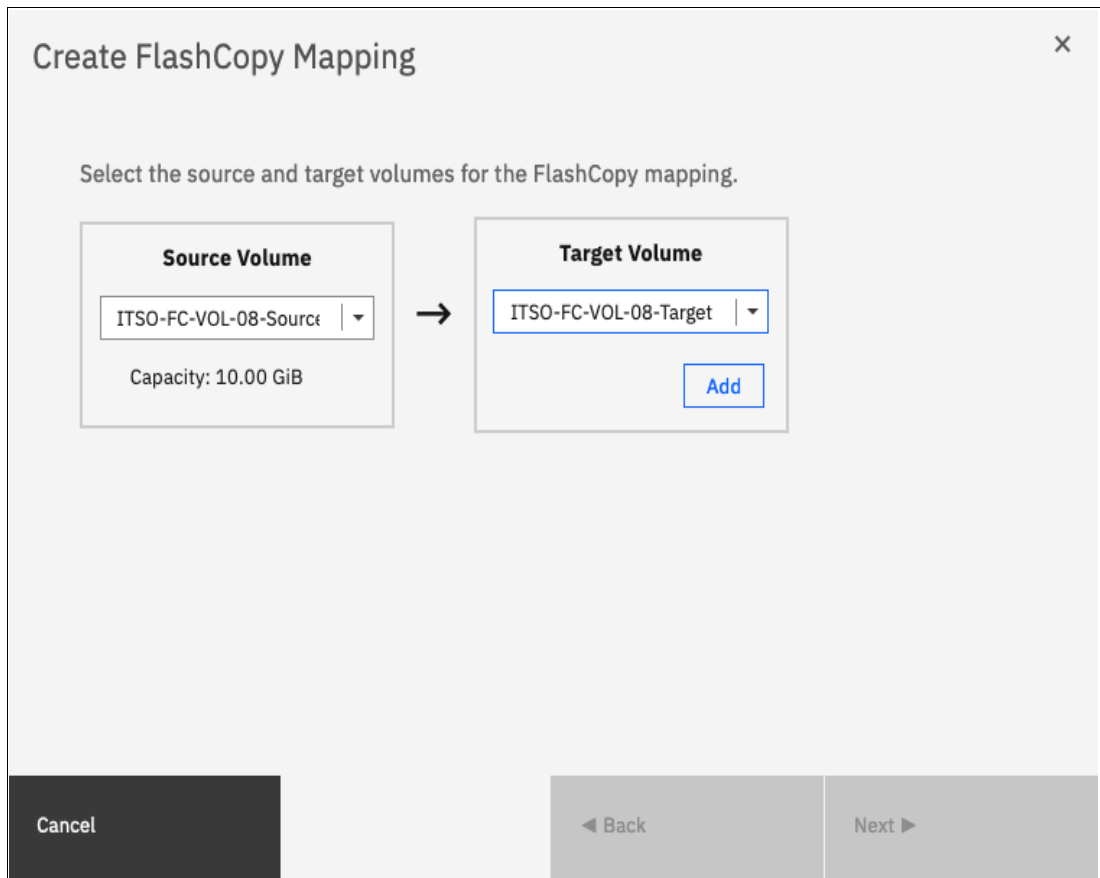 Create FlashCopy Mapping
Select the source and target volumes for the FlashCopy mapping.
Source Volume
ITSO-FC-VOL-08-Source
Capacity: 10.00 GiB
Target Volume
ITSO-FC-VOL-08-Target
Add
Cancel
Back
Next